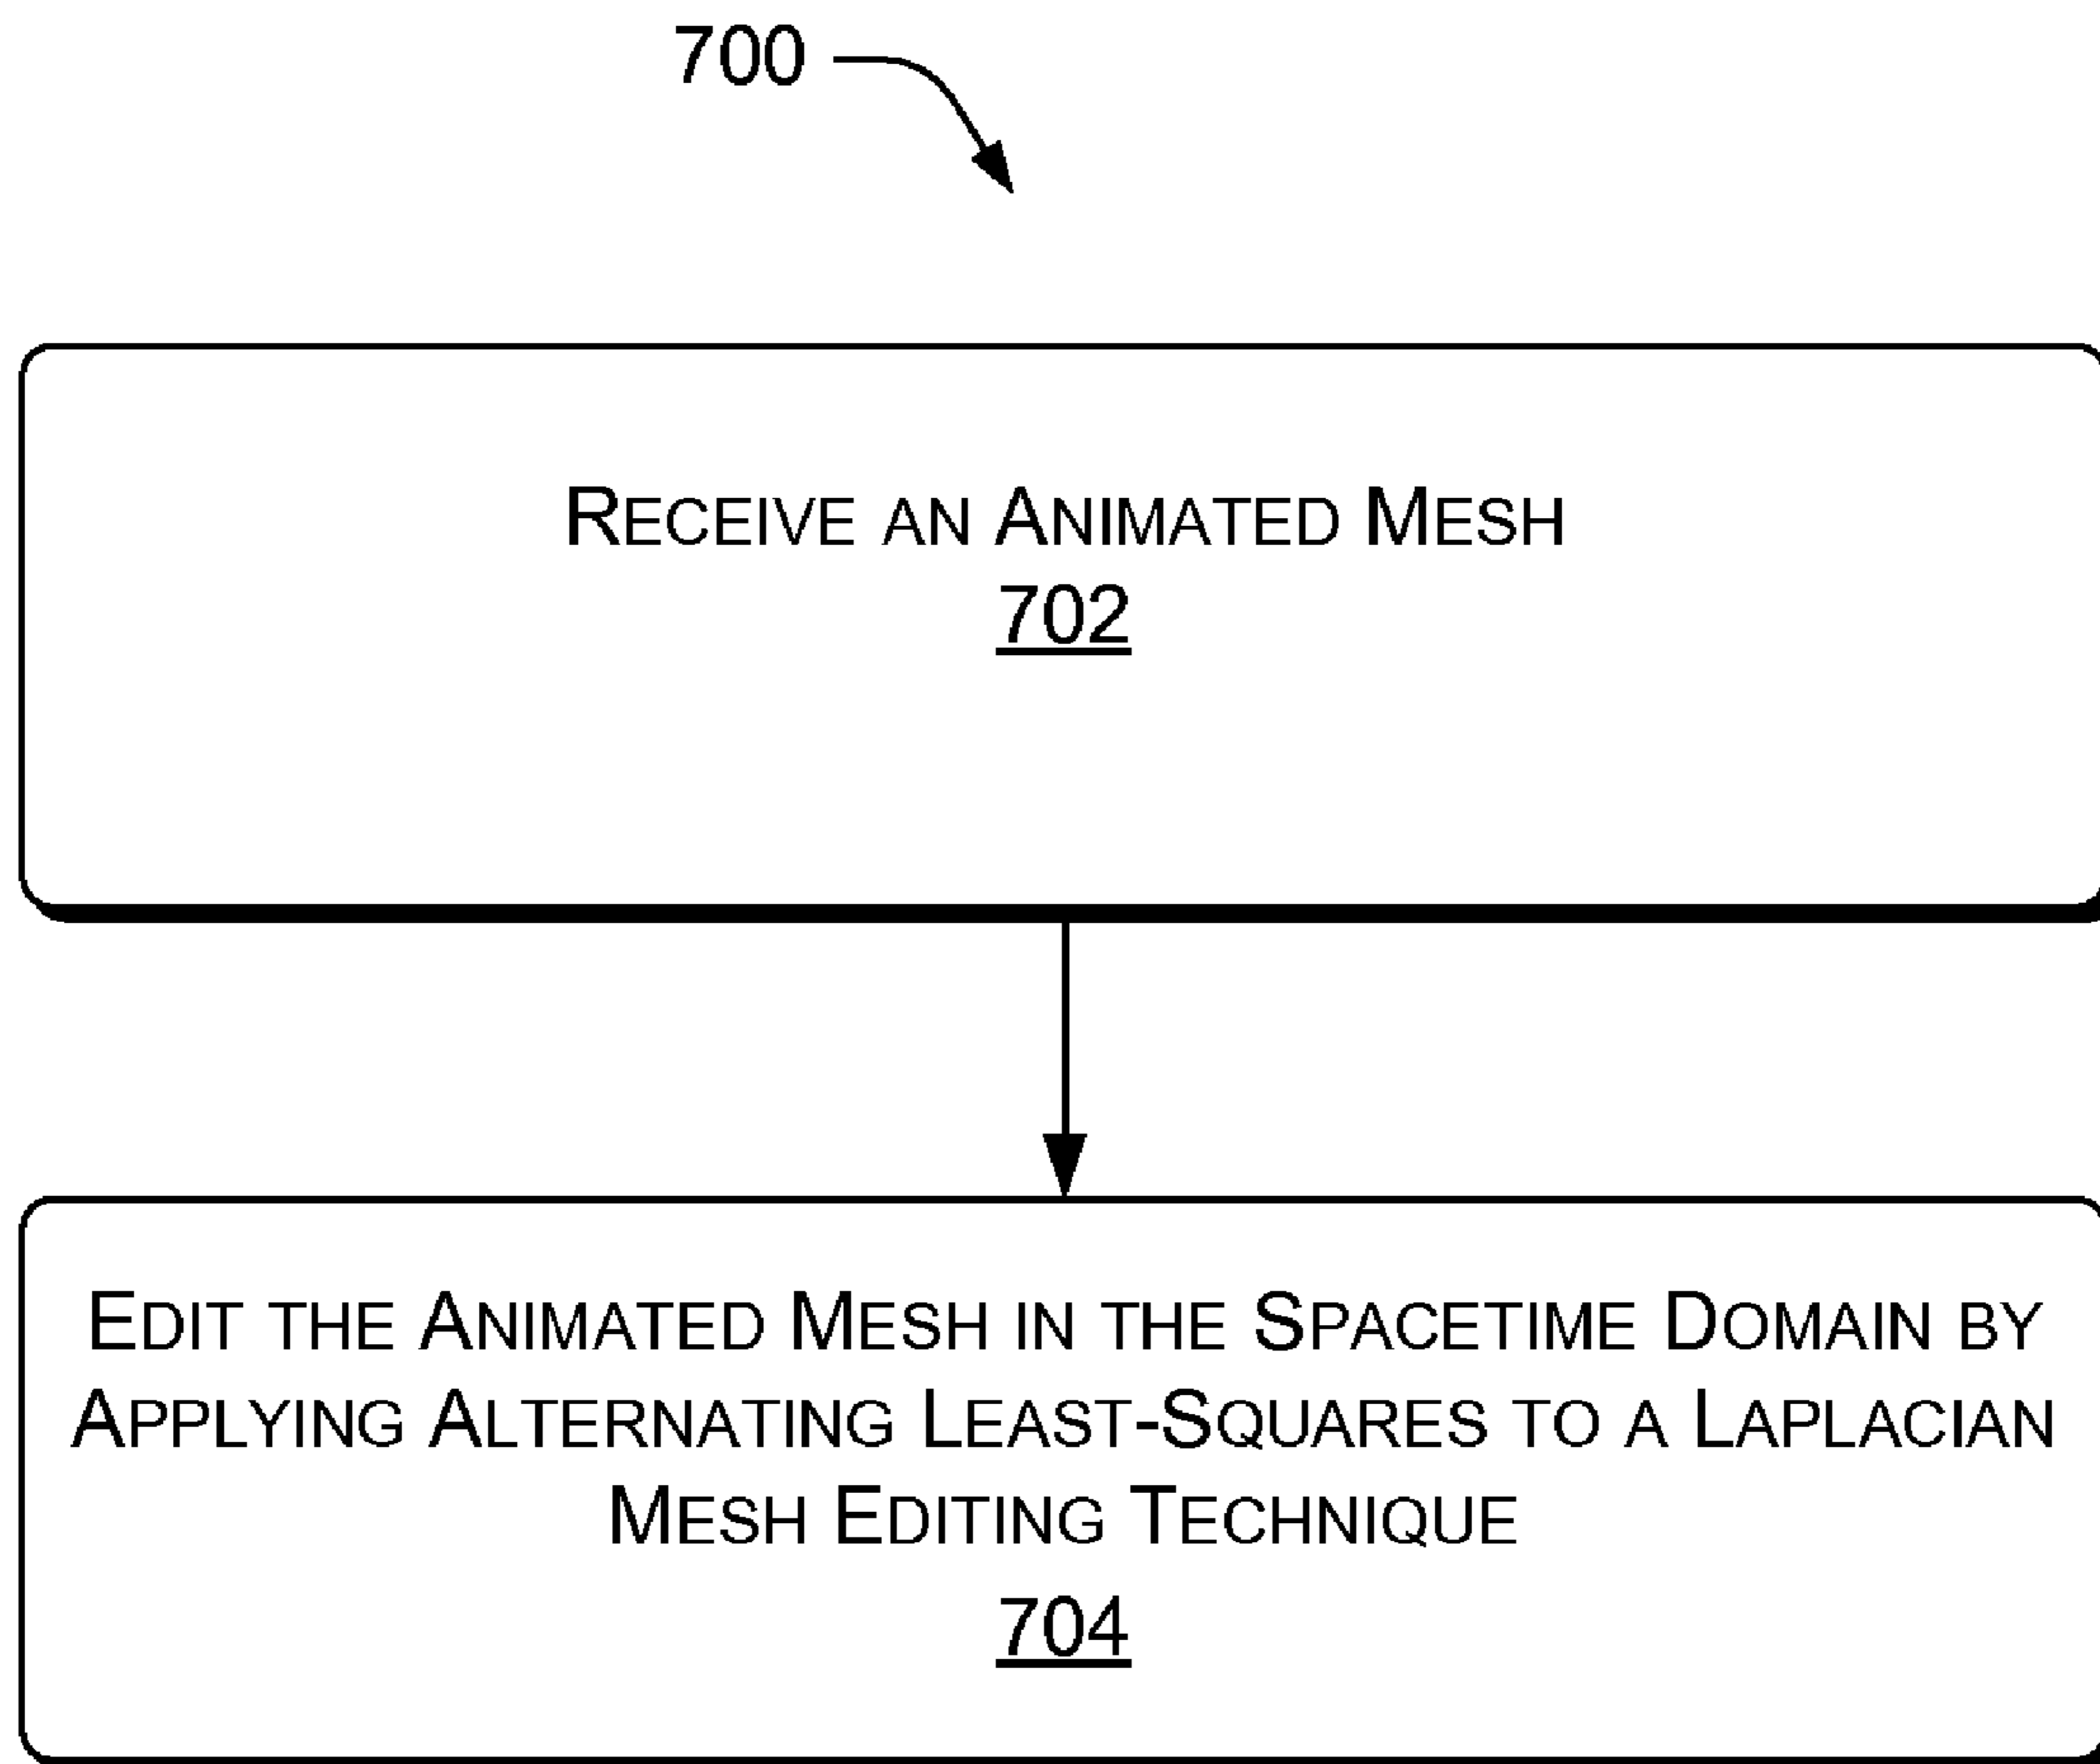 700
RECEIVE AN ANIMATED MESH
702
EDIT THE ANIMATED MESH IN THE SPACETIME DOMAIN BY
APPLYING ALTERNATING LEAST-SQUARES TO A LAPLACIAN
MESH EDITING TECHNIQUE
704